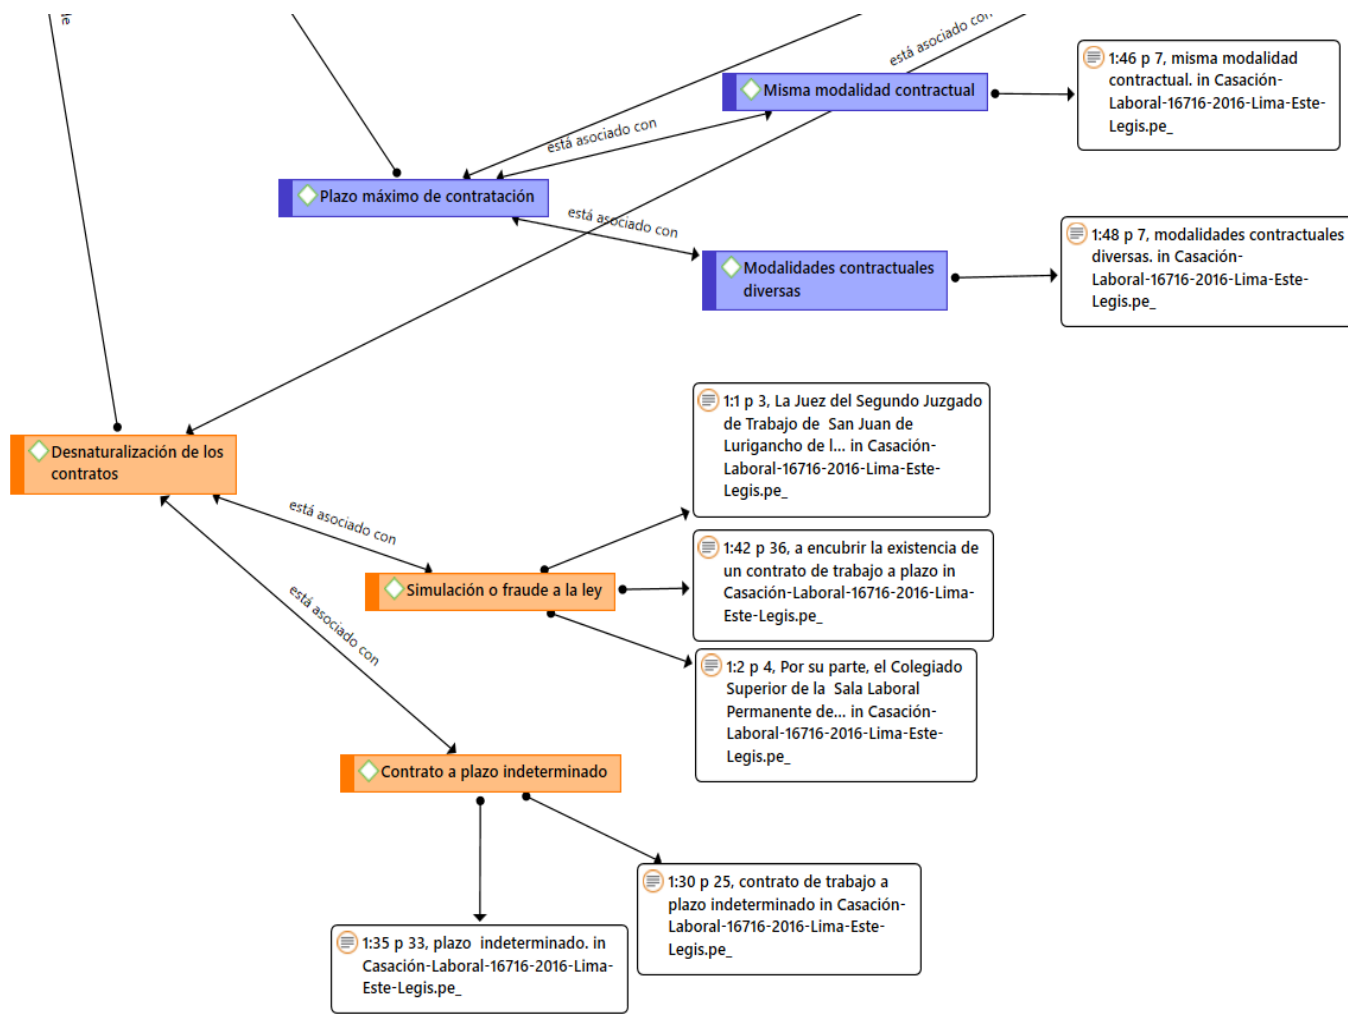 de
está asociado con
Misma modalidad contractual
1:46 p 7, misma modalidad
contractual. in Casación-
Laboral-16716-2016-Lima-Este-
Legis.pe_
está asociado con
Plazo máximo de contratación
está asociado con
Modalidades contractuales
diversas
1:48 p 7, modalidades contractuales
diversas. in Casación-
Laboral-16716-2016-Lima-Este-
Legis.pe_
Desnaturalización de los
contratos
1:1 p 3, La Juez del Segundo Juzgado
de Trabajo de  San Juan de
Lurigancho de l... in Casación-
Laboral-16716-2016-Lima-Este-
Legis.pe_
está asociado con
Simulación o fraude a la ley
1:42 p 36, a encubrir la existencia de
un contrato de trabajo a plazo in
Casación-Laboral-16716-2016-Lima-
Este-Legis.pe_
está asociado con
1:2 p 4, Por su parte, el Colegiado
Superior de la  Sala Laboral
Permanente de... in Casación-
Laboral-16716-2016-Lima-Este-
Legis.pe_
Contrato a plazo indeterminado
1:30 p 25, contrato de trabajo a
plazo indeterminado in Casación-
Laboral-16716-2016-Lima-Este-
Legis.pe_
1:35 p 33, plazo  indeterminado. in
Casación-Laboral-16716-2016-Lima-
Este-Legis.pe_